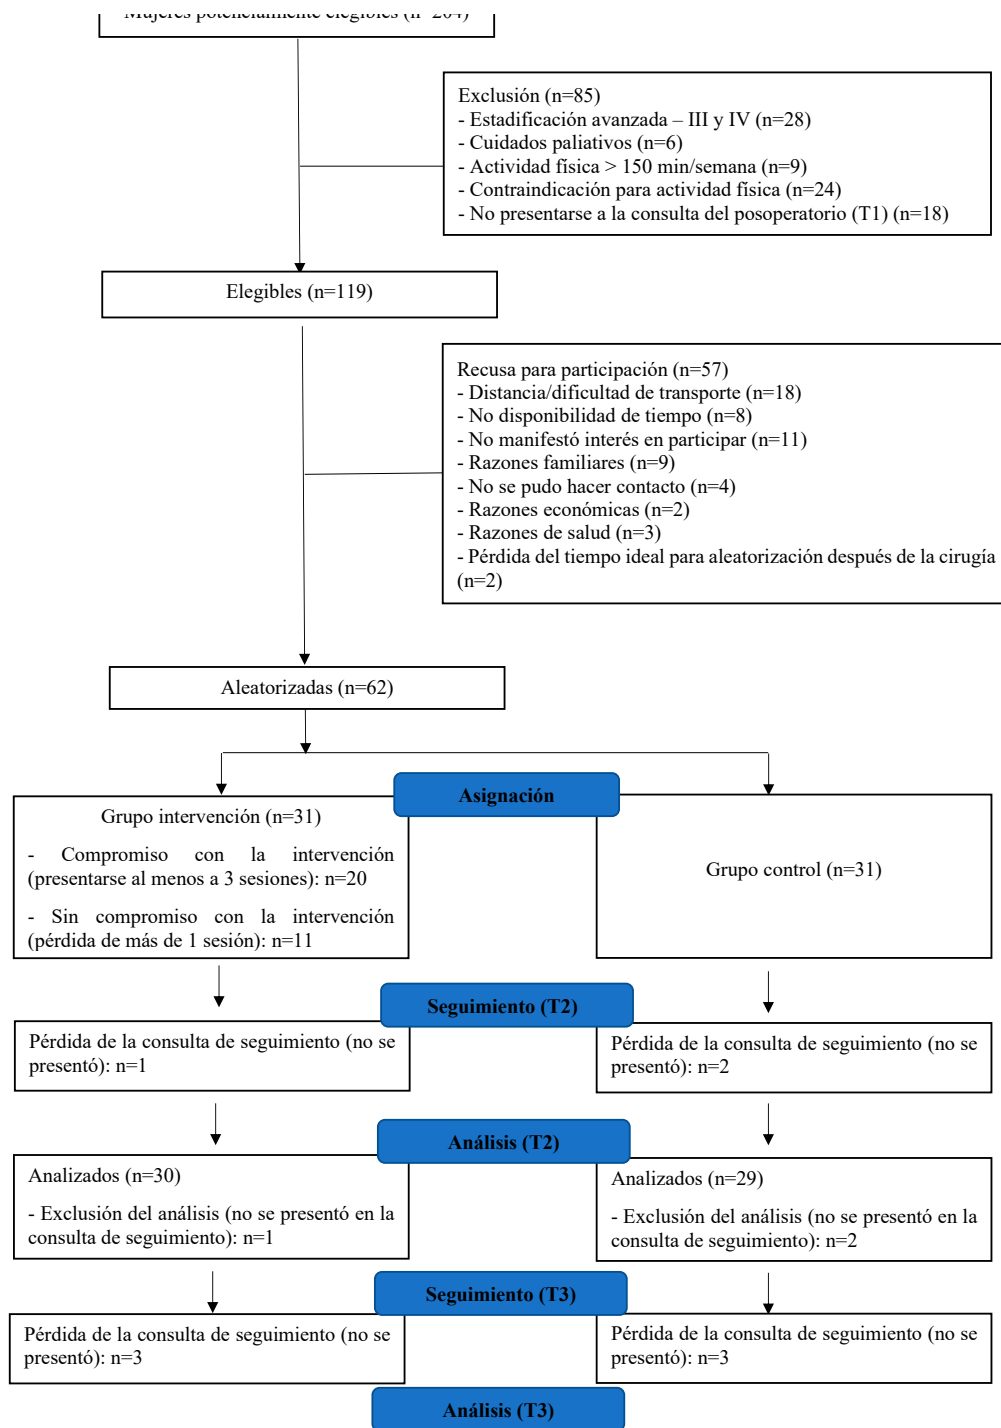 Mujeres potencialmente elegibles (n=204)
Exclusión (n=85)
- Estadificación avanzada – III y IV (n=28)
- Cuidados paliativos (n=6)
- Actividad física > 150 min/semana (n=9)
- Contraindicación para actividad física (n=24)
- No presentarse a la consulta del posoperatorio (T1) (n=18)
Elegibles (n=119)
Recusa para participación (n=57)
- Distancia/dificultad de transporte (n=18)
- No disponibilidad de tiempo (n=8)
- No manifestó interés en participar (n=11)
- Razones familiares (n=9)
- No se pudo hacer contacto (n=4)
- Razones económicas (n=2)
- Razones de salud (n=3)
- Pérdida del tiempo ideal para aleatorización después de la cirugía
(n=2)
Aleatorizadas (n=62)
Asignación
Grupo intervención (n=31)
- Compromiso con la intervención
(presentarse al menos a 3 sesiones): n=20
- Sin compromiso con la intervención
(pérdida de más de 1 sesión): n=11
Grupo control (n=31)
Seguimiento (T2)
Pérdida de la consulta de seguimiento (no se
presentó): n=1
Pérdida de la consulta de seguimiento (no se
presentó): n=2
Análisis (T2)
Analizados (n=30)
- Exclusión del análisis (no se presentó en la
consulta de seguimiento): n=1
Analizados (n=29)
- Exclusión del análisis (no se presentó en la
consulta de seguimiento): n=2
Seguimiento (T3)
Pérdida de la consulta de seguimiento (no se
presentó): n=3
Pérdida de la consulta de seguimiento (no se
presentó): n=3
Análisis (T3)